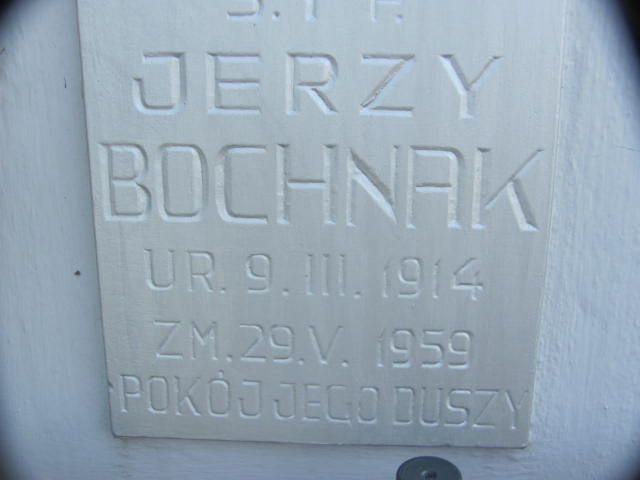 Ś.†P.
JERZY
BOCHNAK
UR. 9. III. 1914
ZM. 29. V. 1959
POKÓJ JEGO DUSZY